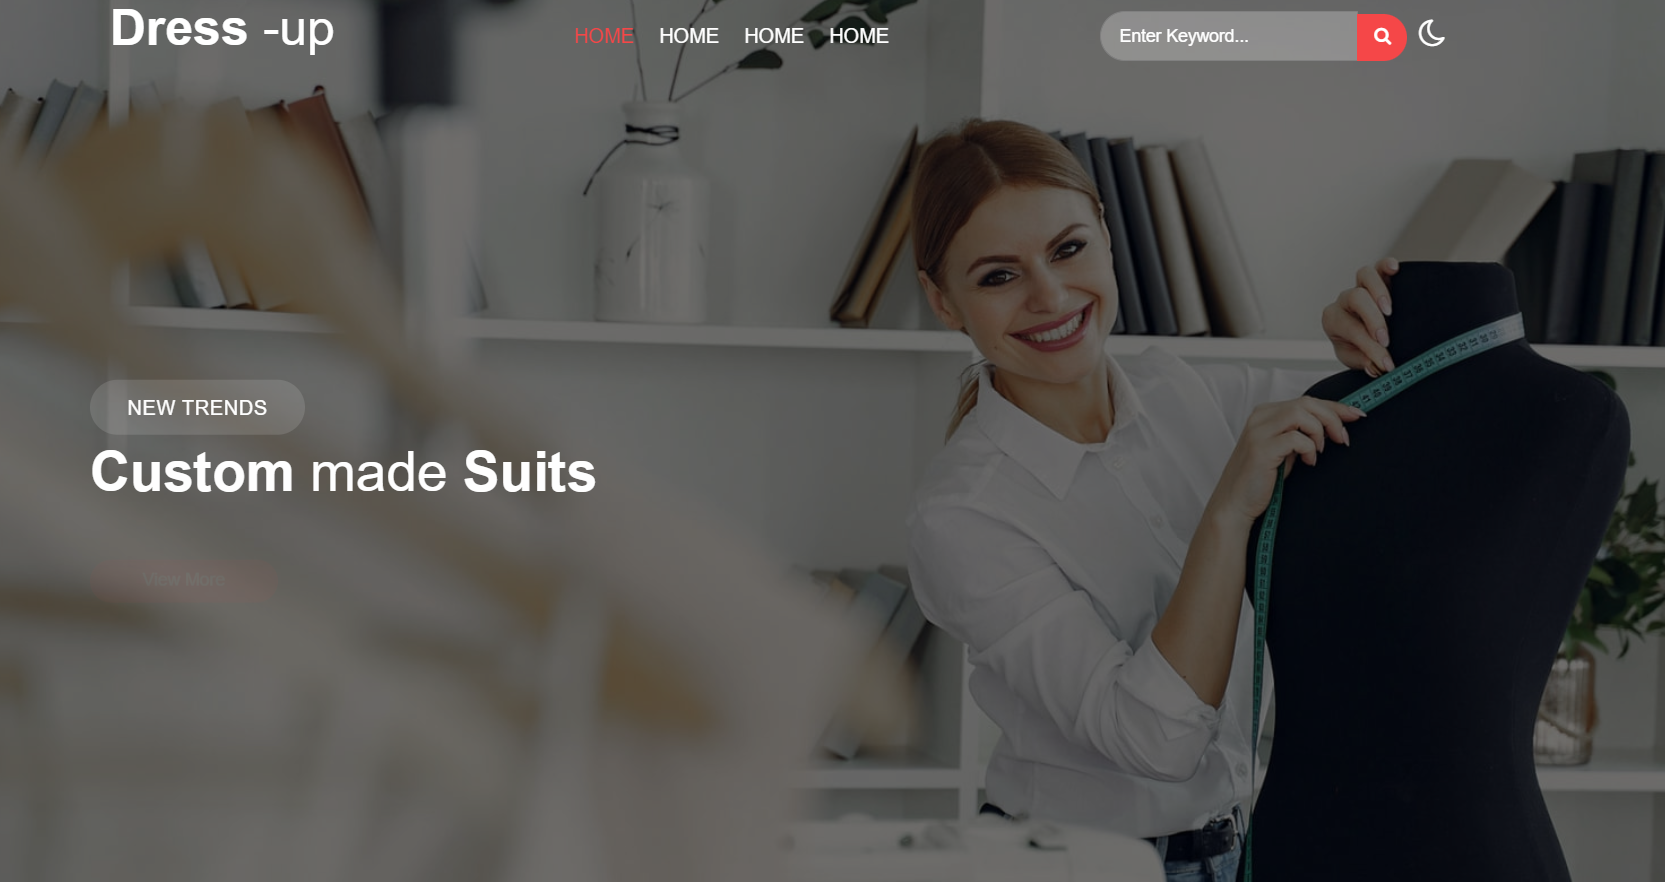 Dress -up
HOME HOME HOME HOME
Enter Keyword...
NEW TRENDS
Custom made Suits
View More